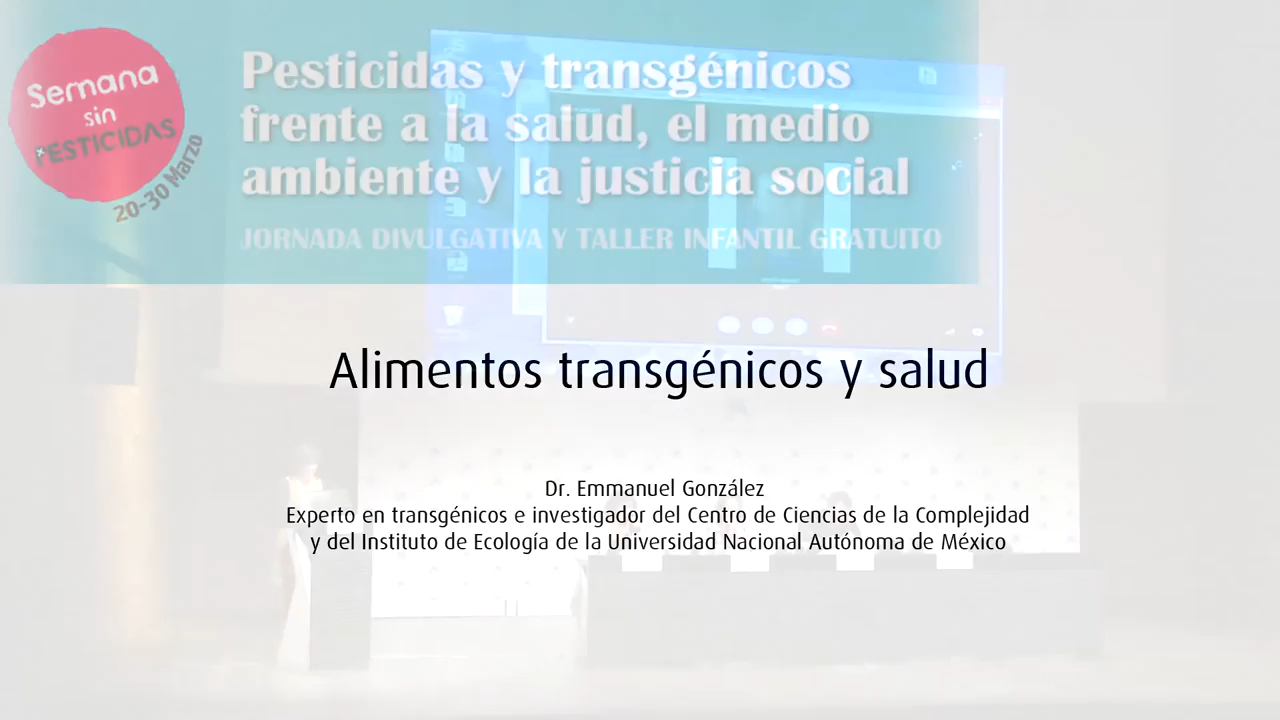 Semana
sin
PESTICIDAS
20-30 Marzo
Pesticidas y transgénicos
frente a la salud, el medio
ambiente y la justicia social
JORNADA DIVULGATIVA Y TALLER INFANTIL GRATUITO
Alimentos transgénicos y salud
Dr. Emmanuel González
Experto en transgénicos e investigador del Centro de Ciencias de la Complejidad
y del Instituto de Ecología de la Universidad Nacional Autónoma de México